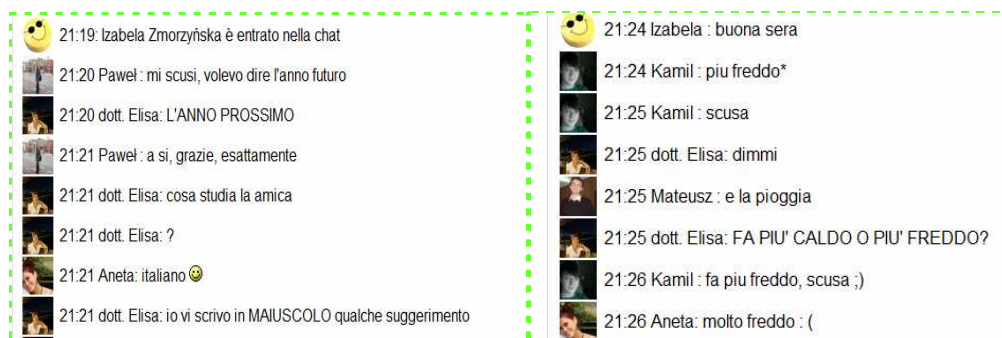 21:19: Izabela Zmorzyńska è entrato nella chat
21:20 Paweł : mi scusi, volevo dire l'anno futuro
21:20 dott. Elisa: L'ANNO PROSSIMO
21:21 Paweł : a si, grazie, esattamente
21:21 dott. Elisa: cosa studia la amica
21:21 dott. Elisa: ?
21:21 Aneta: italiano
21:21 dott. Elisa: io vi scrivo in MAIUSCOLO qualche suggerimento
21:24 Izabela : buona sera
21:24 Kamil : piu freddo*
21:25 Kamil : scusa
21:25 dott. Elisa: dimmi
21:25 Mateusz : e la pioggia
21:25 dott. Elisa: FA PIU' CALDO O PIU' FREDDO?
21:26 Kamil : fa piu freddo, scusa ;)
21:26 Aneta: molto freddo : (